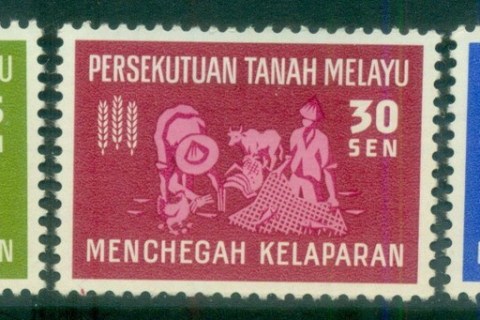 PERSEKUTUAN TANAH MELAYU
30
SEN
MENCHEGAH KELAPARAN